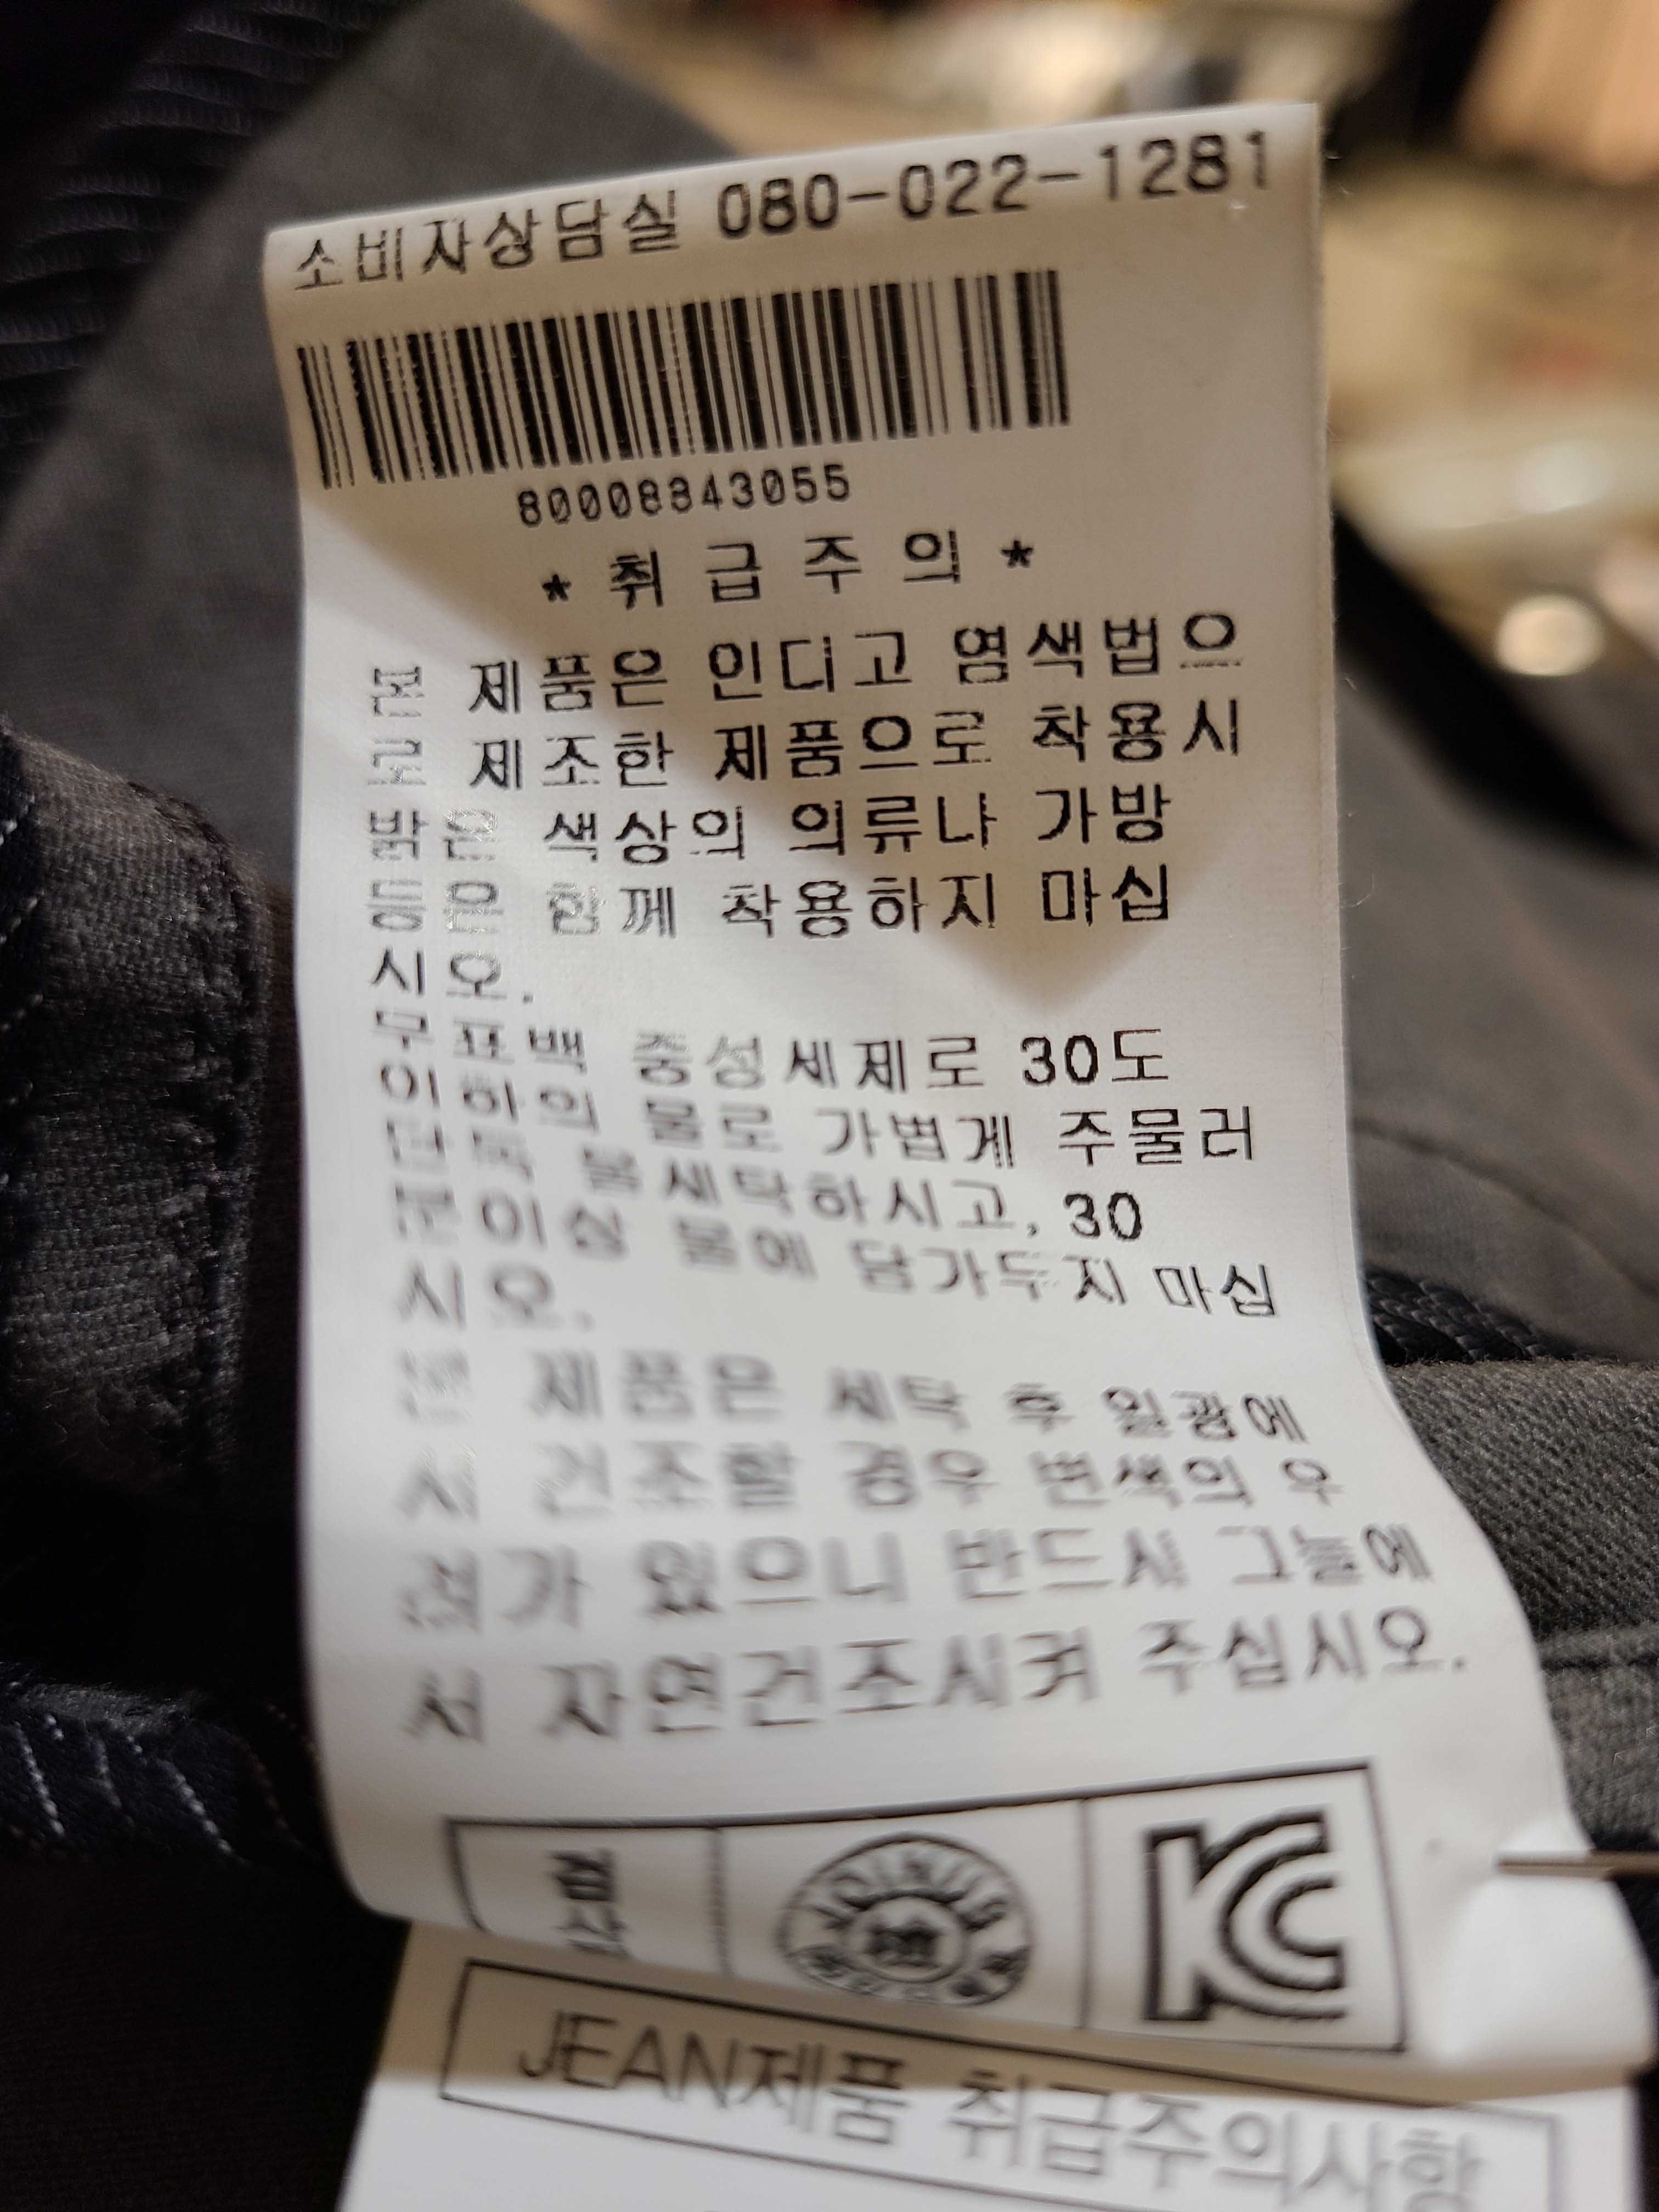 소비자상담실 080-022-1281
80008843055
* 취 급 주 의 *
본 제품은 인디고 염색법으
로 제조한 제품으로 착용시
밝은 색상의 의류나 가방
등은 함께 착용하지 마십
시오.
무표백 중성세제로 30도
이하의 물로 가볍게 주물러
단독 물세탁하시고, 30
분이상 물에 담가두지 마십
시오.
본 제품은 세탁 후 일광에
서 건조할 경우 변색의 우
려가 있으니 반드시 그늘에
서 자연건조시켜 주십시오.
검사
JOINUS
檢
KC
JEAN제품 취급주의사항